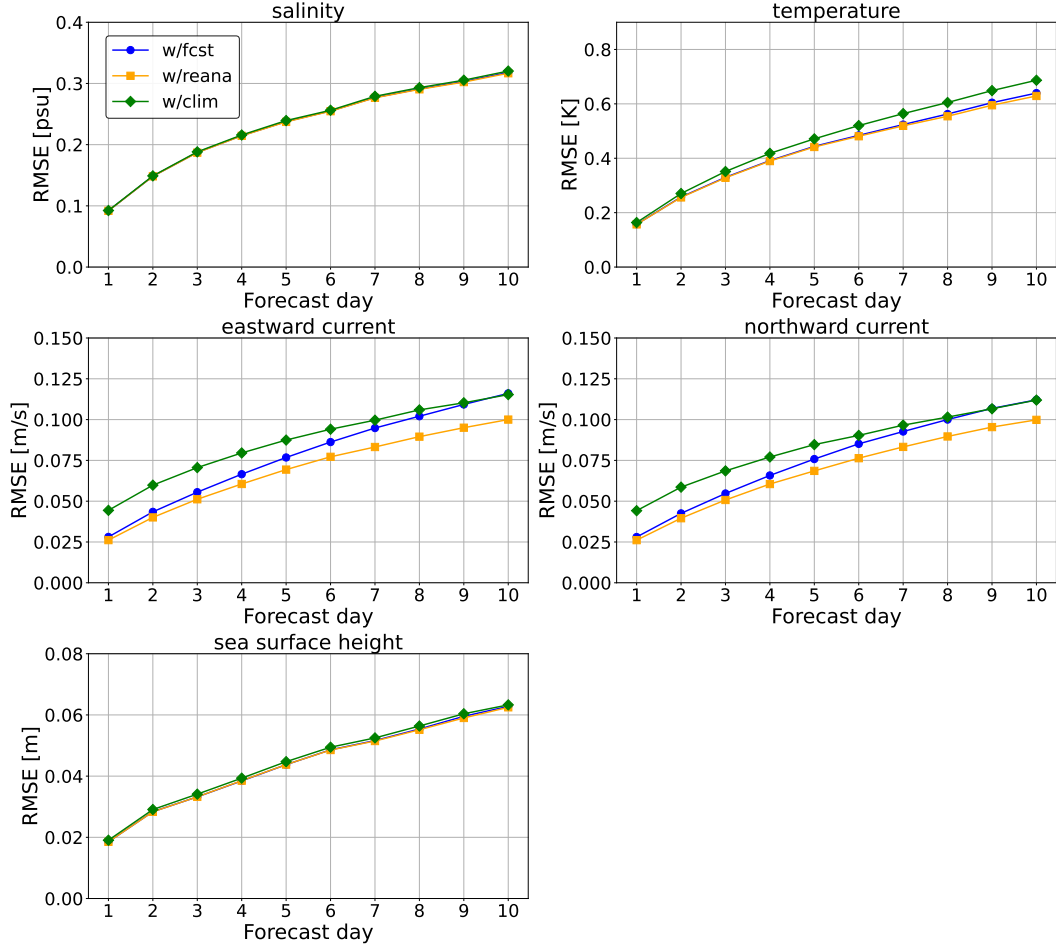 salinity
0.4
0.3
0.2
0.1
0.0
RMSE [psu]
w/fcst
w/reana
w/clim
1 2 3 4 5 6 7 8 9 10
Forecast day
temperature
0.8
0.6
0.4
0.2
0.0
RMSE [K]
1 2 3 4 5 6 7 8 9 10
Forecast day
eastward current
0.150
0.125
0.100
0.075
0.050
0.025
0.000
RMSE [m/s]
1 2 3 4 5 6 7 8 9 10
Forecast day
northward current
0.150
0.125
0.100
0.075
0.050
0.025
0.000
RMSE [m/s]
1 2 3 4 5 6 7 8 9 10
Forecast day
sea surface height
0.08
0.06
0.04
0.02
0.00
RMSE [m]
1 2 3 4 5 6 7 8 9 10
Forecast day